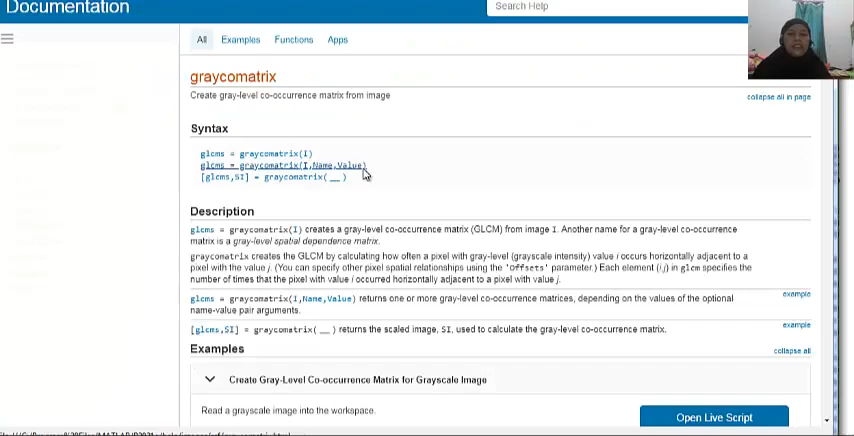 Documentation
Search Help
All Examples Functions Apps
graycomatrix
Create gray-level co-occurrence matrix from image
collapse all in page
Syntax
glcms = graycomatrix(I)
glcms = graycomatrix(I,Name,Value)
[glcms,SI] = graycomatrix(__)
Description
glcms = graycomatrix(I) creates a gray-level co-occurrence matrix (GLCM) from image I. Another name for a gray-level co-occurrence
matrix is a gray-level spatial dependence matrix.
graycomatrix creates the GLCM by calculating how often a pixel with gray-level (grayscale intensity) value i occurs horizontally adjacent to a
pixel with the value j. (You can specify other pixel spatial relationships using the 'Offsets' parameter.) Each element (i,j) in glcm specifies the
number of times that the pixel with value i occurred horizontally adjacent to a pixel with value j.
glcms = graycomatrix(I,Name,Value) returns one or more gray-level co-occurrence matrices, depending on the values of the optional
name-value pair arguments.
example
[glcms,SI] = graycomatrix(__) returns the scaled image, SI, used to calculate the gray-level co-occurrence matrix.
example
Examples
collapse all
Create Gray-Level Co-occurrence Matrix for Grayscale Image
Read a grayscale image into the workspace.
Open Live Script